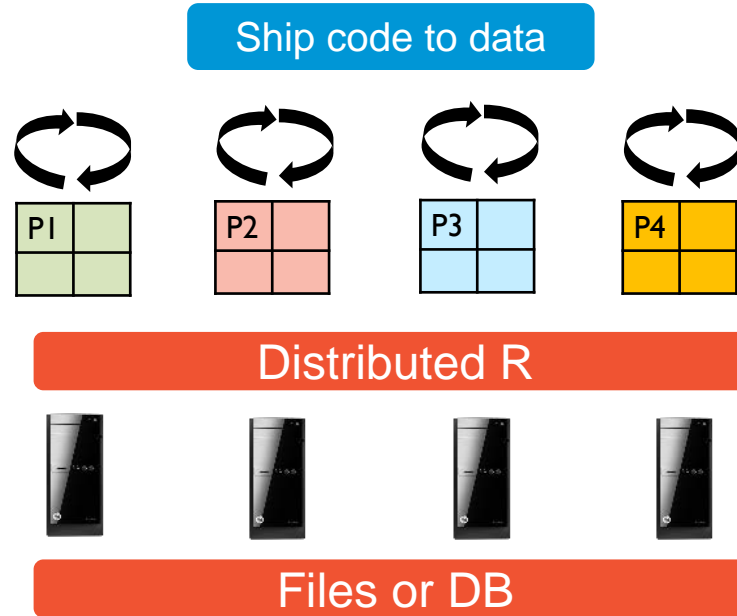 Ship code to data
P1 P2 P3 P4
Distributed R
Files or DB